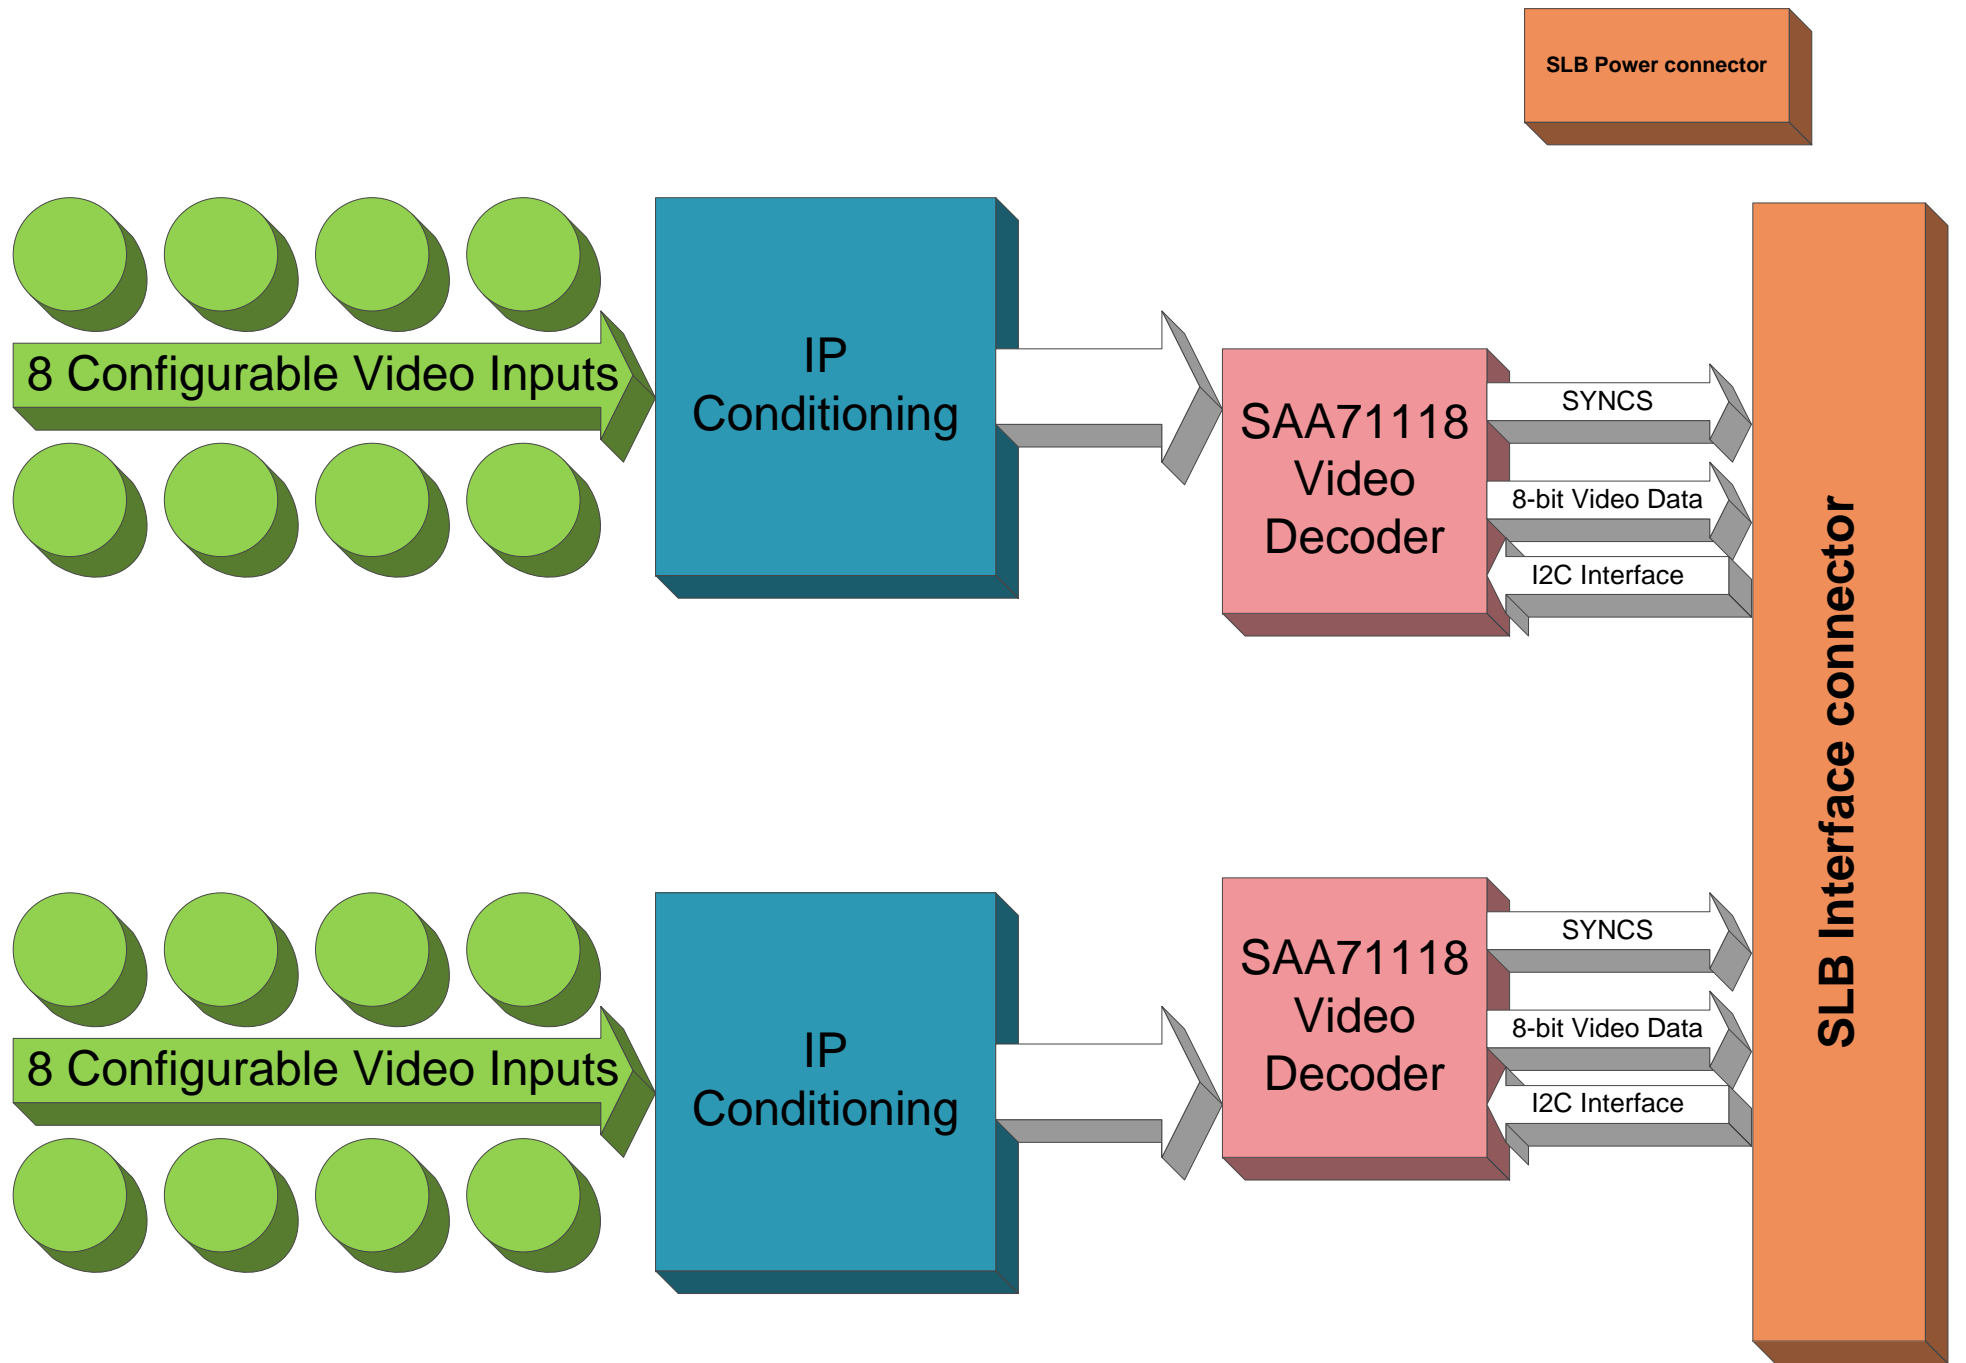 SLB Power connector
8 Configurable Video Inputs
IP
Conditioning
SAA71118
Video
Decoder
SYNCS
8-bit Video Data
I2C Interface
SLB Interface connector
8 Configurable Video Inputs
IP
Conditioning
SAA71118
Video
Decoder
SYNCS
8-bit Video Data
I2C Interface